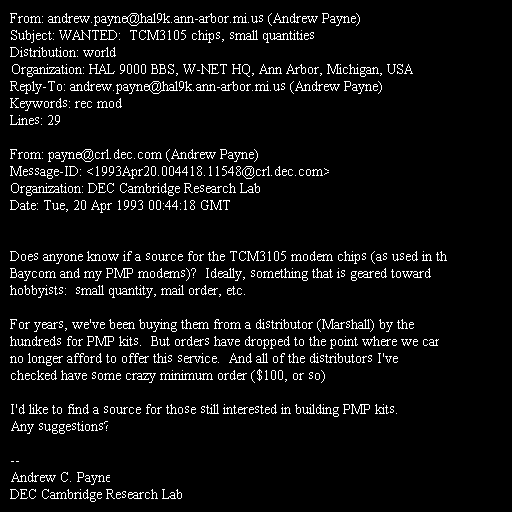 From: andrew.payne@hal9k.ann-arbor.mi.us (Andrew Payne)
Subject: WANTED:  TCM3105 chips, small quantities
Distribution: world
Organization: HAL 9000 BBS, W-NET HQ, Ann Arbor, Michigan, USA
Reply-To: andrew.payne@hal9k.ann-arbor.mi.us (Andrew Payne)
Keywords: rec mod
Lines: 29

From: payne@crl.dec.com (Andrew Payne)
Message-ID: <1993Apr20.004418.11548@crl.dec.com>
Organization: DEC Cambridge Research Lab
Date: Tue, 20 Apr 1993 00:44:18 GMT

Does anyone know if a source for the TCM3105 modem chips (as used in th
Baycom and my PMP modems)?  Ideally, something that is geared toward
hobbyists:  small quantity, mail order, etc.

For years, we've been buying them from a distributor (Marshall) by the
hundreds for PMP kits.  But orders have dropped to the point where we can
no longer afford to offer this service.  And all of the distributors I've
checked have some crazy minimum order ($100, or so)

I'd like to find a source for those still interested in building PMP kits.
Any suggestions?

--
Andrew C. Payne
DEC Cambridge Research Lab